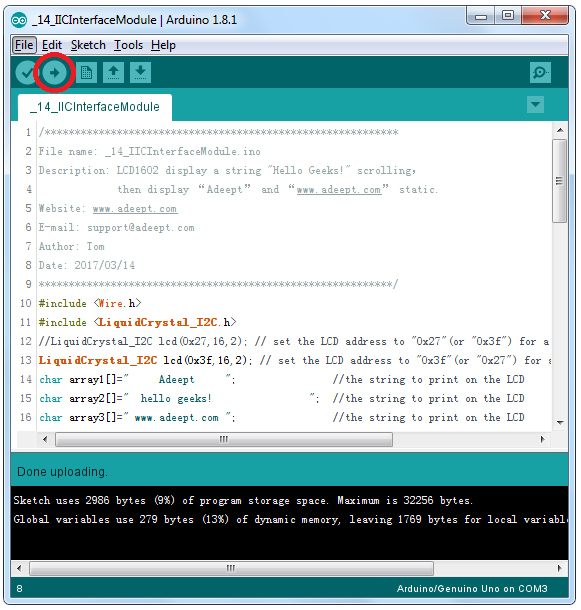 _14_IICInterfaceModule | Arduino 1.8.1
File Edit Sketch Tools Help
_14_IICInterfaceModule
1 /***********************************************************
2 File name: _14_IICInterfaceModule.ino
3 Description: LCD1602 display a string "Hello Geeks!" scrolling,
4 then display “Adeept” and “www.adeept.com” static.
5 Website: www.adeept.com
6 E-mail: support@adeept.com
7 Author: Tom
8 Date: 2017/03/14
9 ***********************************************************/
10 #include <Wire.h>
11 #include <LiquidCrystal_I2C.h>
12 //LiquidCrystal_I2C lcd(0x27,16,2); // set the LCD address to "0x27"(or "0x3f") for a
13 LiquidCrystal_I2C lcd(0x3f,16,2); // set the LCD address to "0x3f"(or "0x27") for
14 char array1[]="     Adeept     "; //the string to print on the LCD
15 char array2[]="  hello geeks!                "; //the string to print on the LCD
16 char array3[]=" www.adeept.com "; //the string to print on the LCD
Done uploading.
Sketch uses 2986 bytes (9%) of program storage space. Maximum is 32256 bytes.
Global variables use 279 bytes (13%) of dynamic memory, leaving 1769 bytes for local
8 Arduino/Genuino Uno on COM3